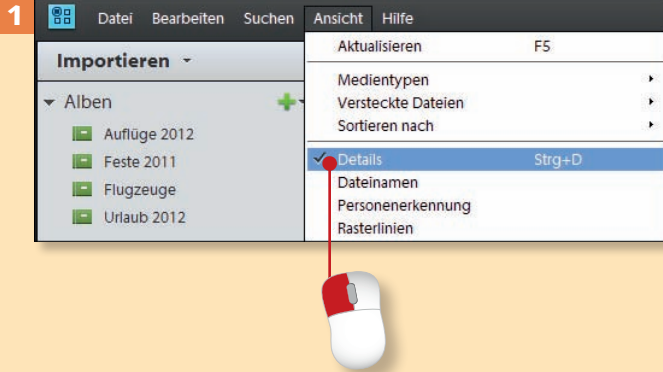 1
Datei Bearbeiten Suchen Ansicht Hilfe
Importieren
Alben
Auflüge 2012
Feste 2011
Flugzeuge
Urlaub 2012
Aktualisieren F5
Medientypen
Versteckte Dateien
Sortieren nach
Details Strg+D
Dateinamen
Personenerkennung
Rasterlinien